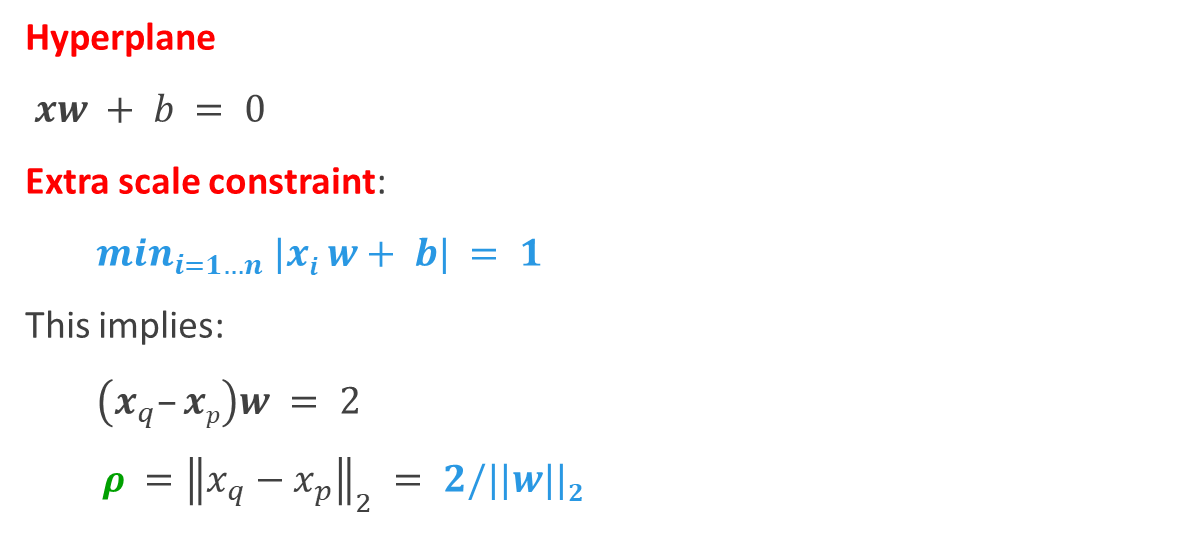 Hyperplane
xw + b = 0
Extra scale constraint:
min_{i=1…n} |x_i w + b| = 1
This implies:
(x_q – x_p)w = 2
ρ = ‖x_q − x_p‖_2 = 2/||w||_2